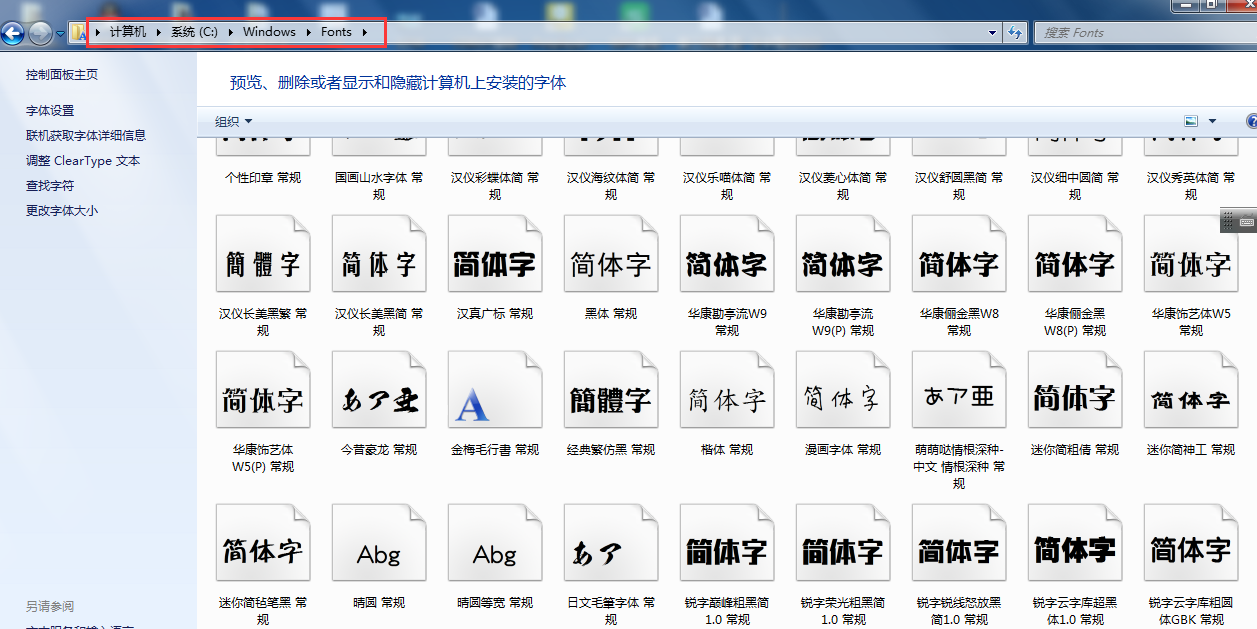 计算机 系统 (C:) Windows Fonts
搜索 Fonts
控制面板主页
字体设置
联机获取字体详细信息
调整 ClearType 文本
查找字符
更改字体大小
另请参阅
预览、删除或者显示和隐藏计算机上安装的字体
组织
个性印章 常规
国画山水字体 常
规
汉仪彩蝶体简 常
规
汉仪海纹体简 常
规
汉仪乐喵体简 常
规
汉仪菱心体简 常
规
汉仪舒圆黑简 常
规
汉仪细中圆简 常
规
汉仪秀英体简 常
规
簡體字
简体字
简体字
简体字
简体字
简体字
简体字
简体字
简体字
汉仪长美黑繁 常
规
汉仪长美黑简 常
规
汉真广标 常规
黑体 常规
华康勘亭流W9
常规
华康勘亭流
W9(P) 常规
华康俪金黑W8
常规
华康俪金黑
W8(P) 常规
华康饰艺体W5
常规
简体字
あア亜
A
簡體字
简体字
简体字
あア亜
简体字
简体字
华康饰艺体
W5(P) 常规
今昔豪龙 常规
金梅毛行書 常规
经典繁仿黑 常规
楷体 常规
漫画字体 常规
萌萌哒情根深种-
中文 情根深种 常
规
迷你简粗倩 常规
迷你简神工 常规
简体字
Abg
Abg
あア
简体字
简体字
简体字
简体字
简体字
迷你简毡笔黑 常
规
晴圆 常规
晴圆等宽 常规
日文毛筆字体 常
规
锐字巅峰粗黑简
1.0 常规
锐字荣光粗黑简
1.0 常规
锐字锐线怒放黑
简1.0 常规
锐字云字库超黑
体1.0 常规
锐字云字库粗圆
体GBK 常规